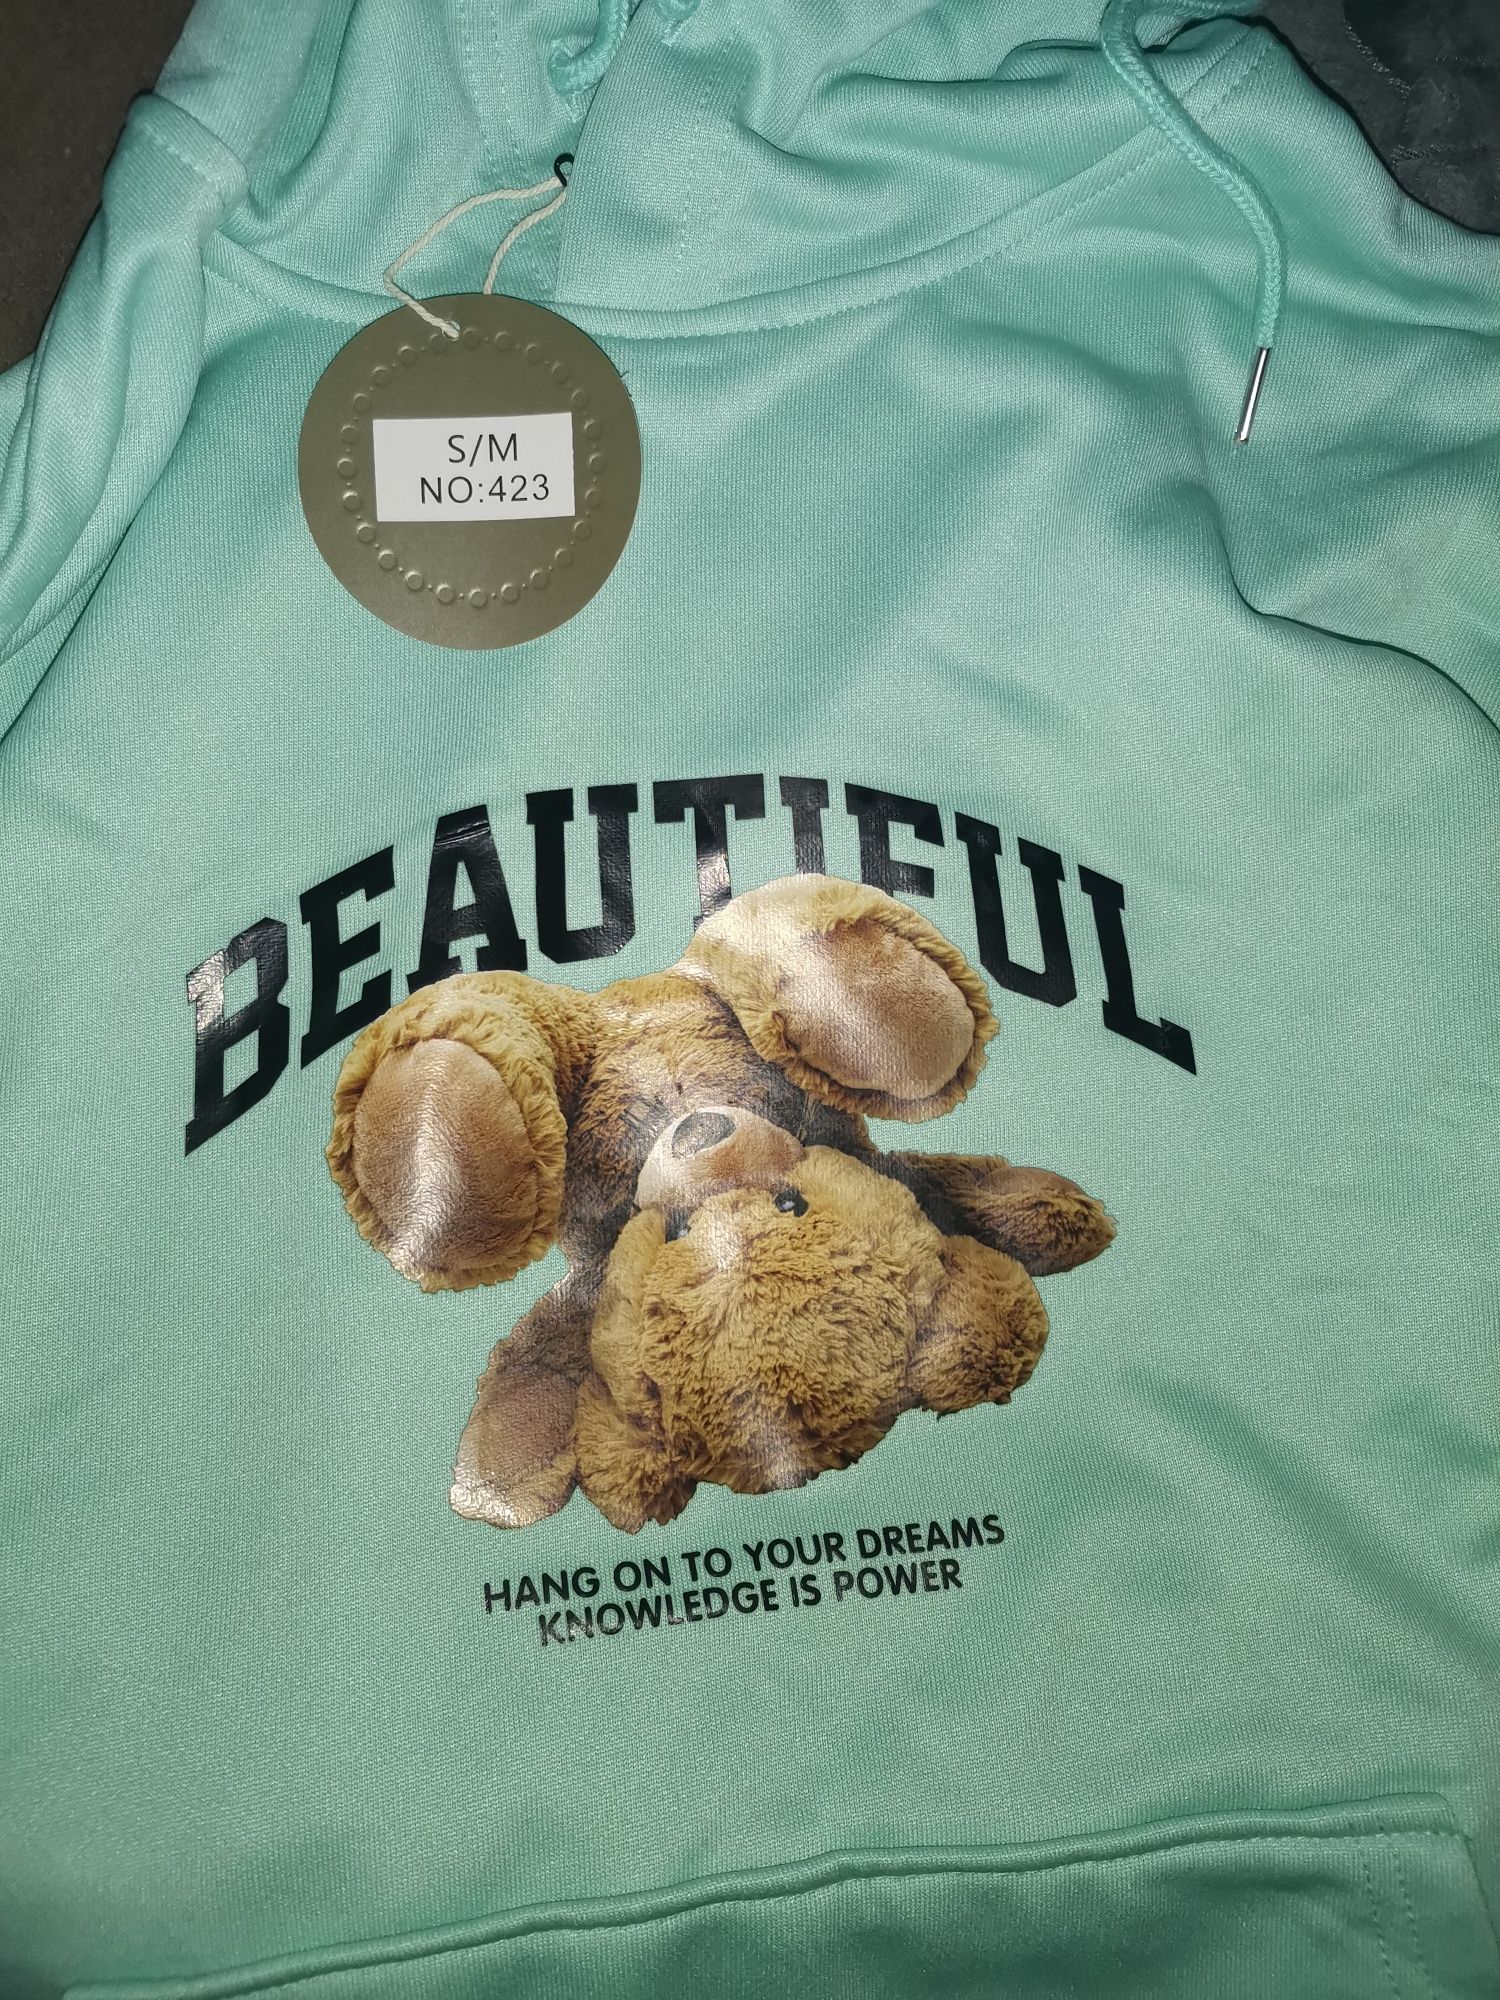 S/M
NO:423
BEAUTIFUL
HANG ON TO YOUR DREAMS
KNOWLEDGE IS POWER